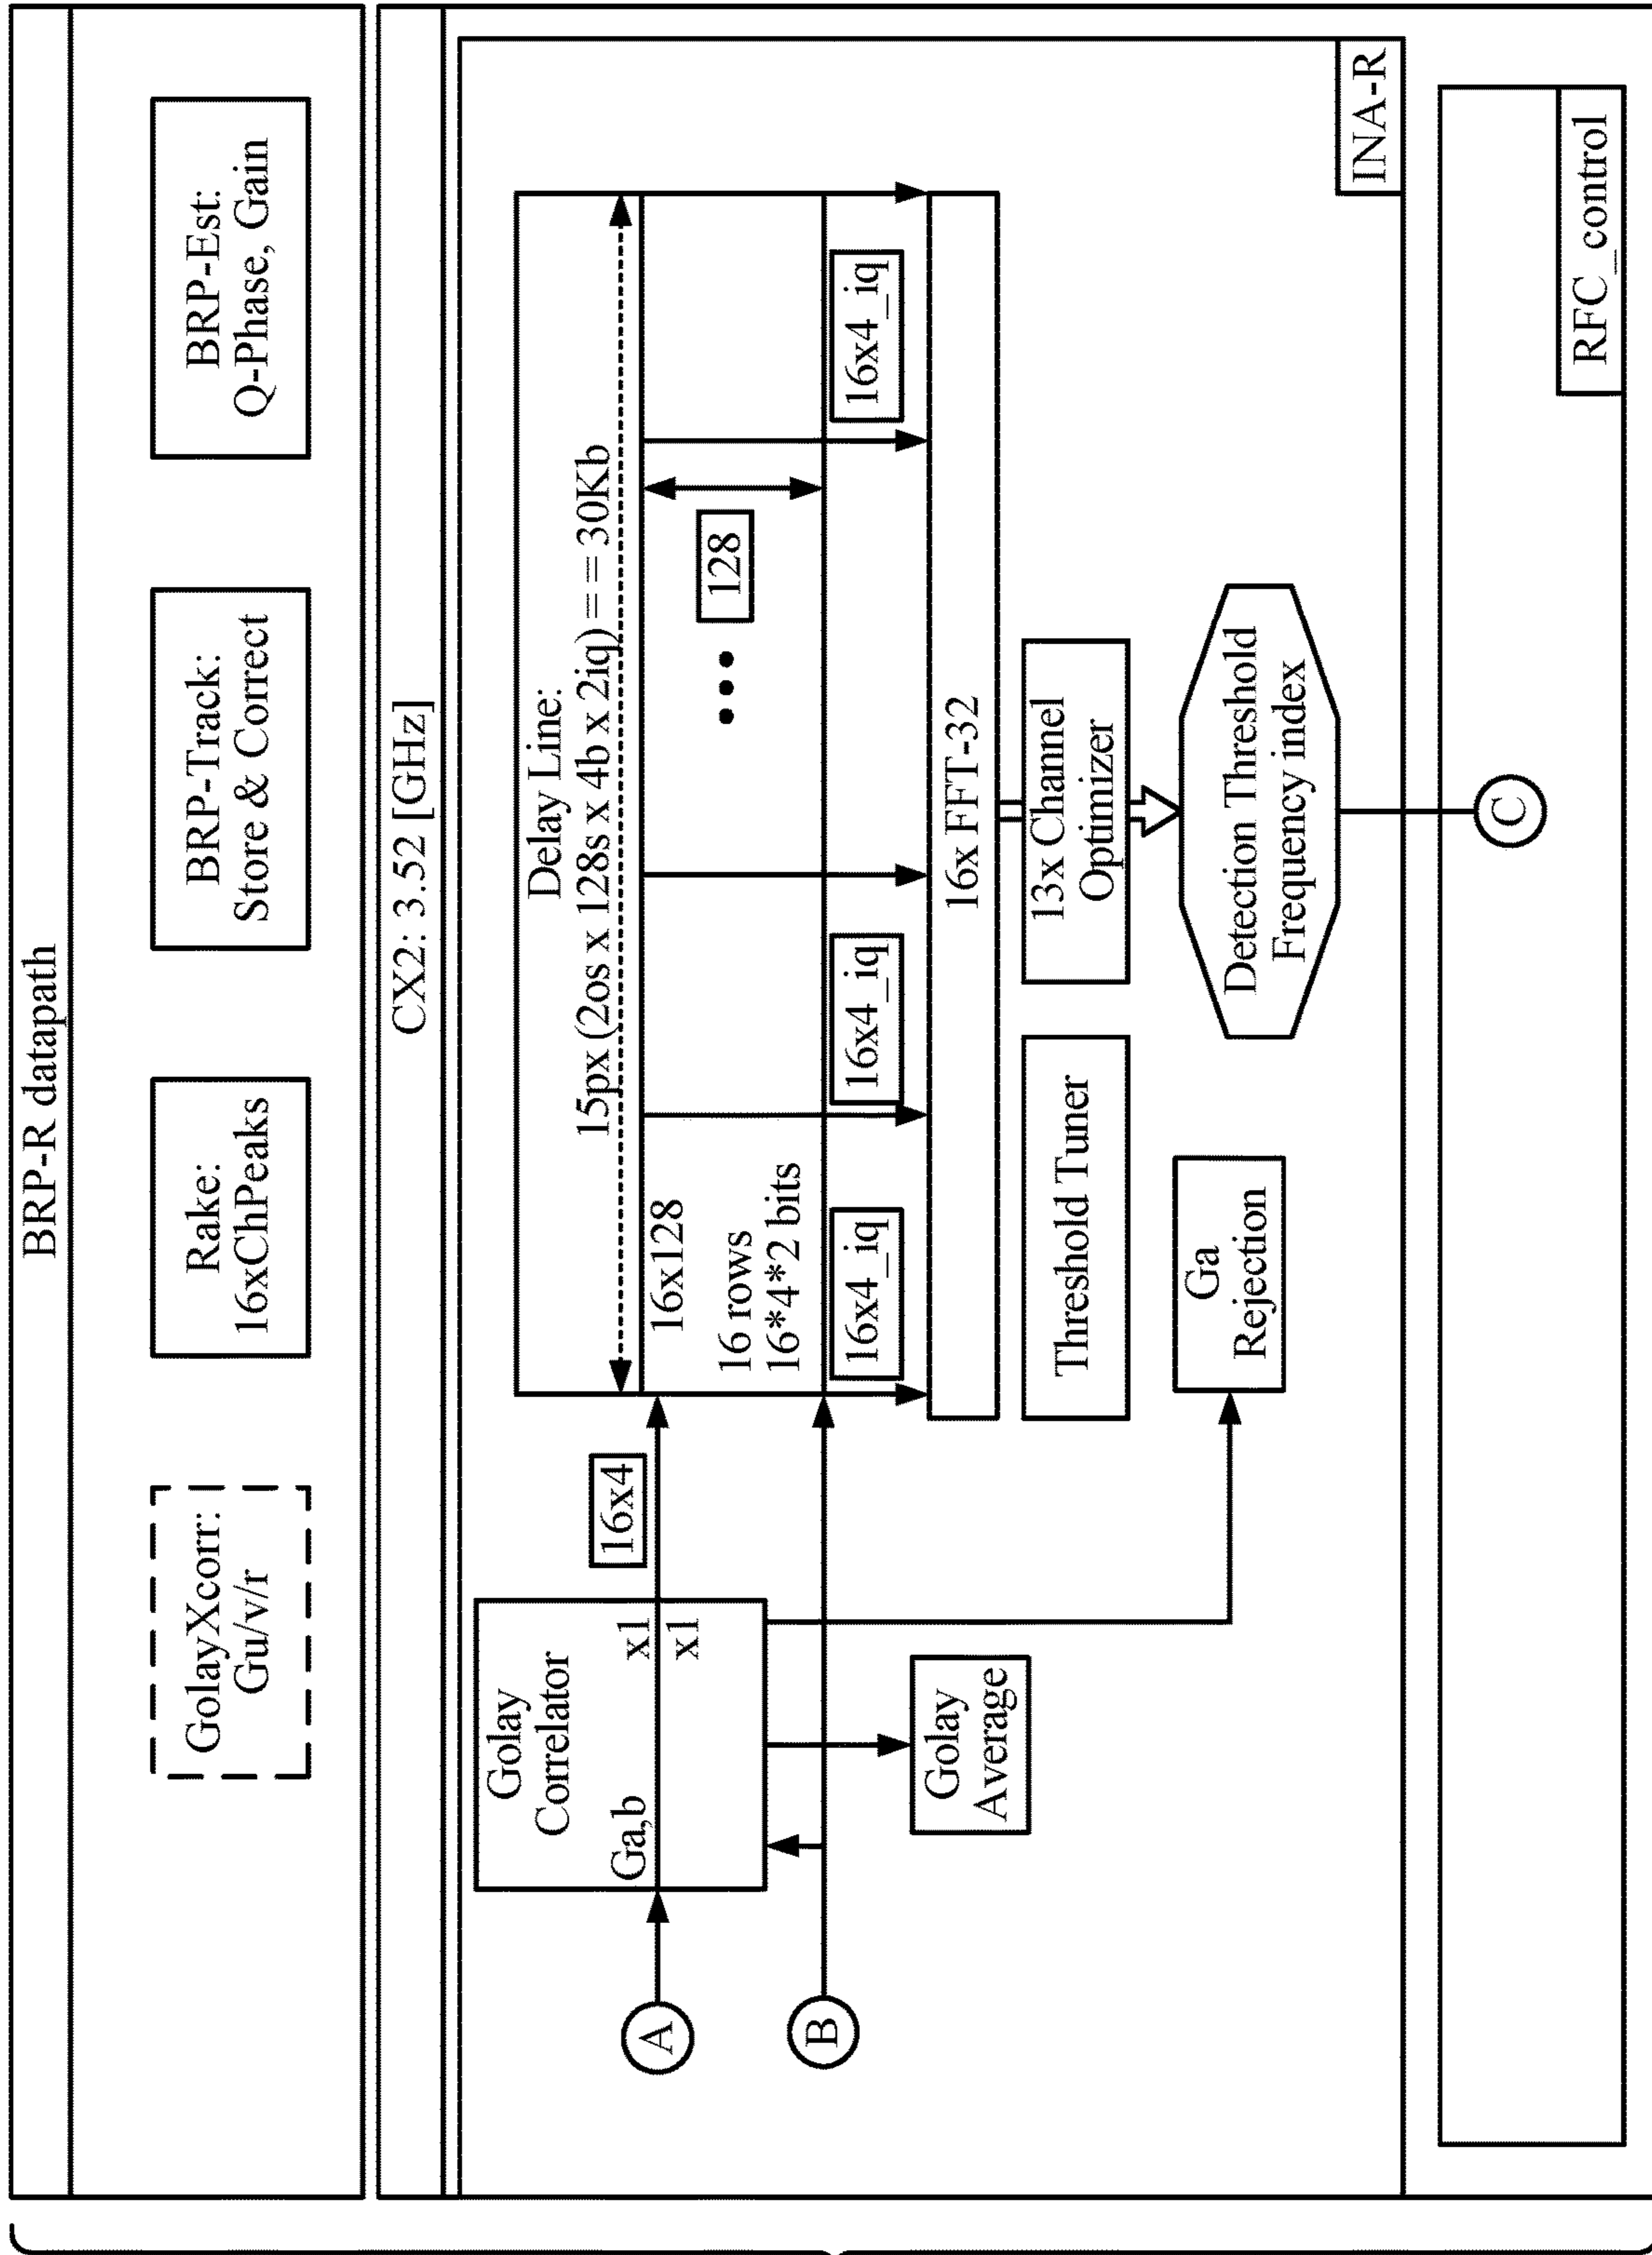 BRP-R datapath
GolayXcorr:
Gu/v/r
Rake:
16xChPeaks
BRP-Track:
Store & Correct
BRP-Est:
Q-Phase, Gain
CX2: 3.52 [GHz]
Golay
Correlator
Ga,b
x1
x1
16x4
Delay Line:
15px (2os x 128s x 4b x 2iq) = = 30Kb
16x128
16 rows
16*4*2 bits
128
16x4_iq
16x4_iq
16x4_iq
A
B
Golay
Average
16x FFT-32
Threshold Tuner
13x Channel
Optimizer
Ga
Rejection
Detection Threshold
Frequency index
INA-R
C
RFC_control